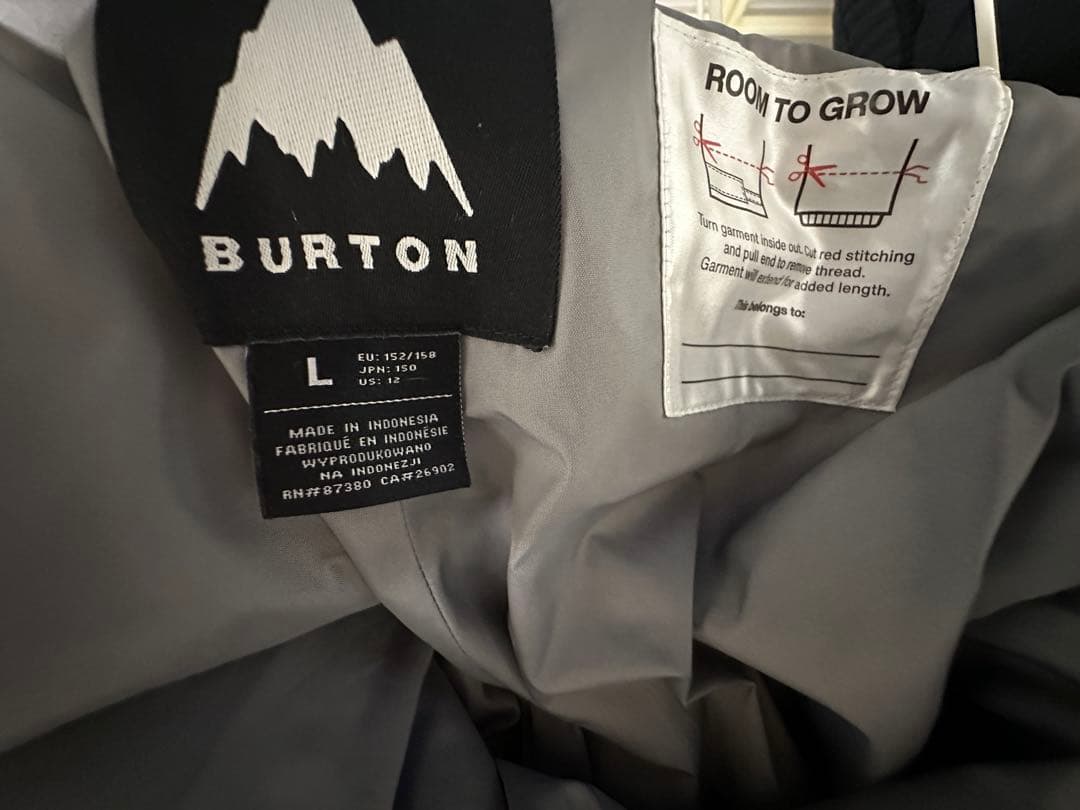 BURTON
L
EU: 152/158
JPN: 150
US: 12
MADE IN INDONESIA
FABRIQUÉ EN INDONÉSIE
WYPRODUKOWANO
NA INDONEZJI
RN#87380 CA#26902
ROOM TO GROW
Turn garment inside out. Cut red stitching
and pull end to remove thread.
Garment will extend for added length.
This belongs to: